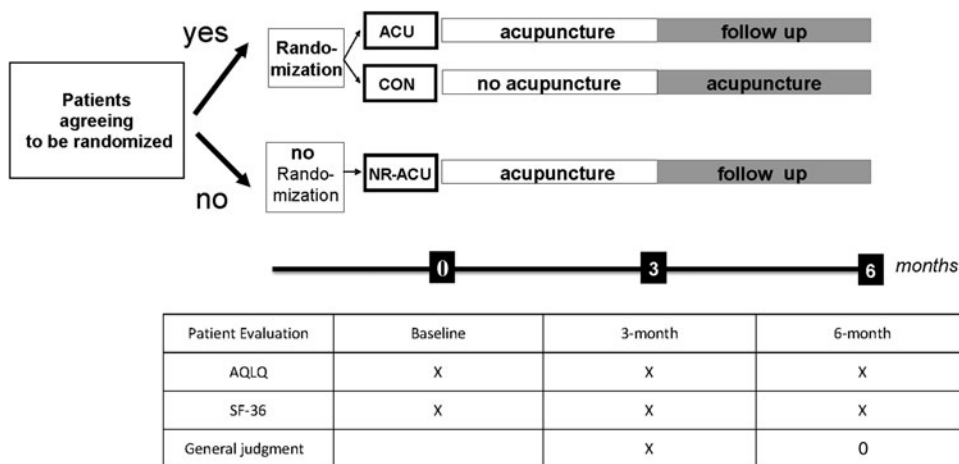 yes
Patients
agreeing
to be randomized
no
Rando-
mization
ACU
acupuncture
follow up
CON
no acupuncture
acupuncture
no
Rando-
mization
NR-ACU
acupuncture
follow up
0
3
6
months
Patient Evaluation Baseline 3-month 6-month
AQLQ X X X
SF-36 X X X
General judgment X O